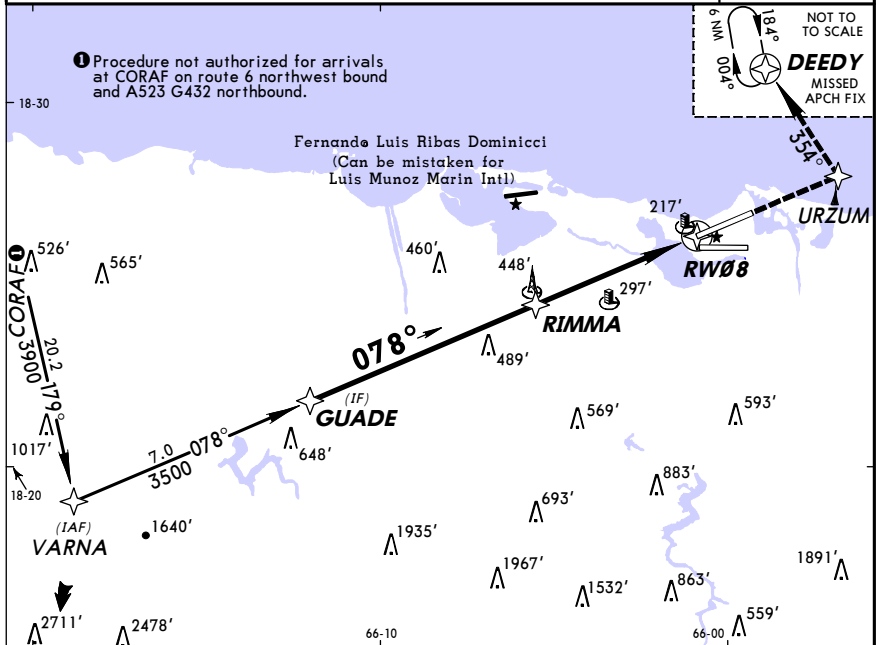 ❶ Procedure not authorized for arrivals
at CORAF on route 6 northwest bound
and A523 G432 northbound.
NOT TO
TO SCALE
6 NM
184°
004°
DEEDY
MISSED
APCH FIX
18-30
354°
Fernando Luis Ribas Dominicci
(Can be mistaken for
Luis Munoz Marin Intl)
URZUM
217'
RWØ8
526'
565'
460'
448'
297'
CORAF❶
RIMMA
078°
489'
20.2
3900
179°
(IF)
GUADE
569'
593'
1017'
7.0
078°
3500
648'
18-20
883'
693'
(IAF)
VARNA
1640'
1935'
1967'
1532'
863'
1891'
2711'
2478'
559'
66-10
66-00